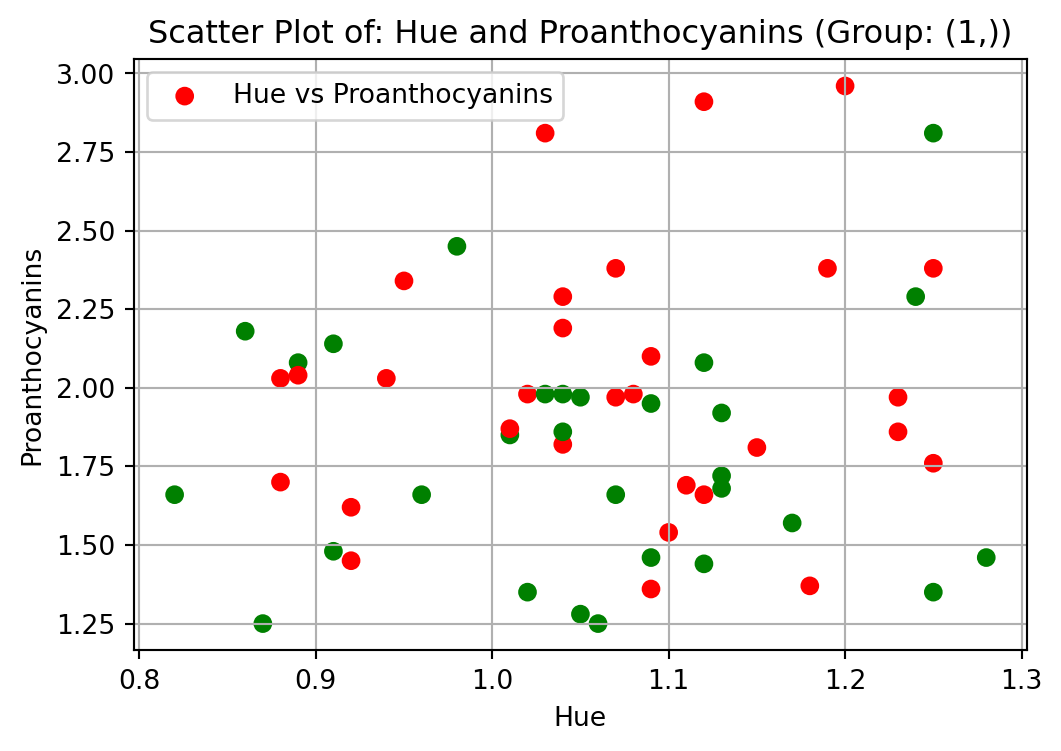 Scatter Plot of: Hue and Proanthocyanins (Group: (1,))
Hue vs Proanthocyanins
Proanthocyanins
3.00
2.75
2.50
2.25
2.00
1.75
1.50
1.25
0.8 0.9 1.0 1.1 1.2 1.3
Hue